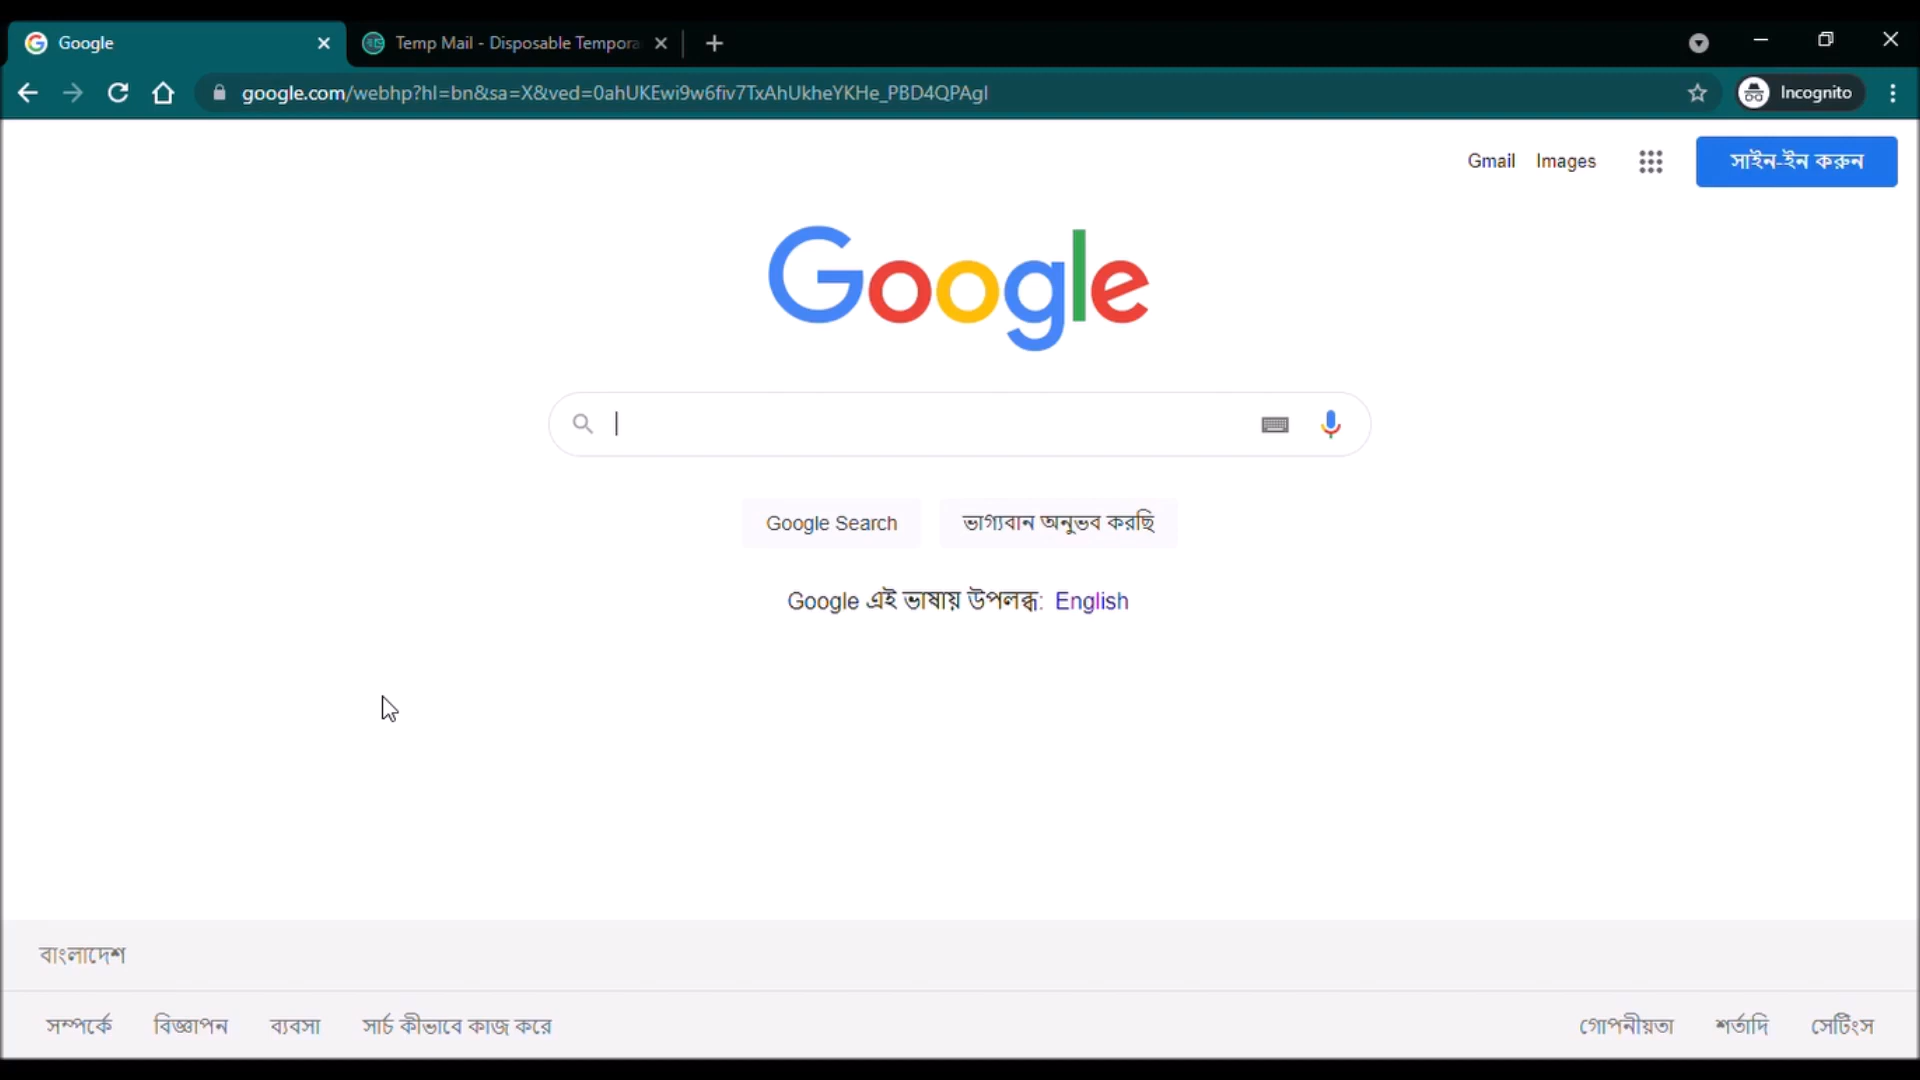 Google
Temp Mail - Disposable Tempora
google.com/webhp?hl=bn&sa=X&ved=0ahUKEwi9w6fiv7TxAhUkheYKHe_PBD4QPAgI
Incognito
Gmail Images সাইন-ইন করুন
Google
Google Search ভাগ্যবান অনুভব করছি
Google এই ভাষায় উপলব্ধ: English
বাংলাদেশ
সম্পর্কে বিজ্ঞাপন ব্যবসা সার্চ কীভাবে কাজ করে গোপনীয়তা শর্তাদি সেটিংস